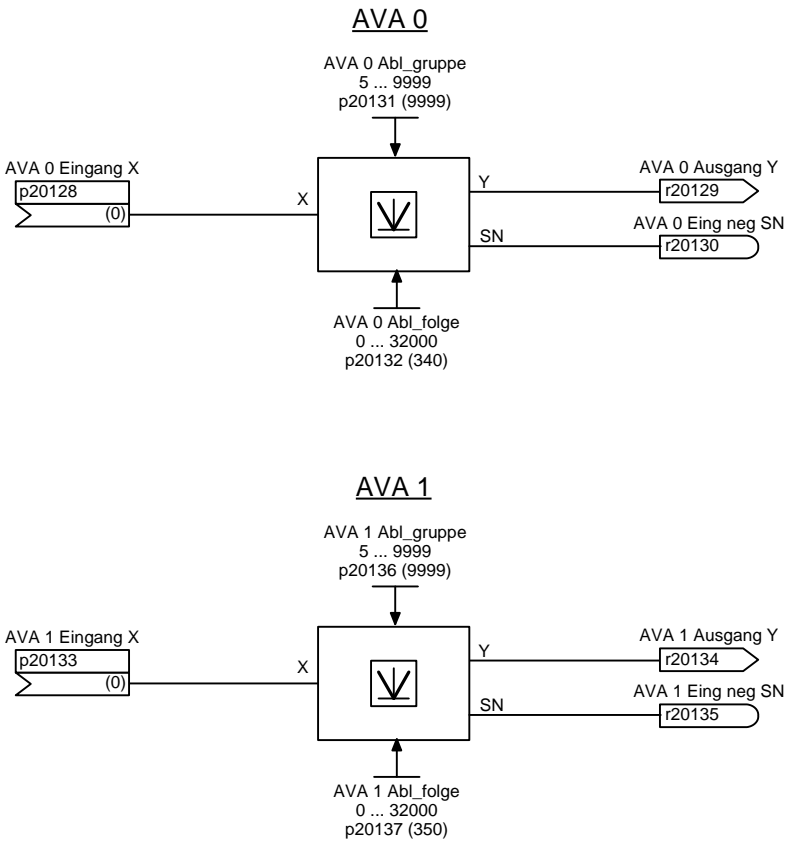 AVA 0
AVA 0 Abl_gruppe
5 ... 9999
p20131 (9999)
AVA 0 Eingang X
p20128
(0)
X
Y
AVA 0 Ausgang Y
r20129
SN
AVA 0 Eing neg SN
r20130
AVA 0 Abl_folge
0 ... 32000
p20132 (340)
AVA 1
AVA 1 Abl_gruppe
5 ... 9999
p20136 (9999)
AVA 1 Eingang X
p20133
(0)
X
Y
AVA 1 Ausgang Y
r20134
SN
AVA 1 Eing neg SN
r20135
AVA 1 Abl_folge
0 ... 32000
p20137 (350)